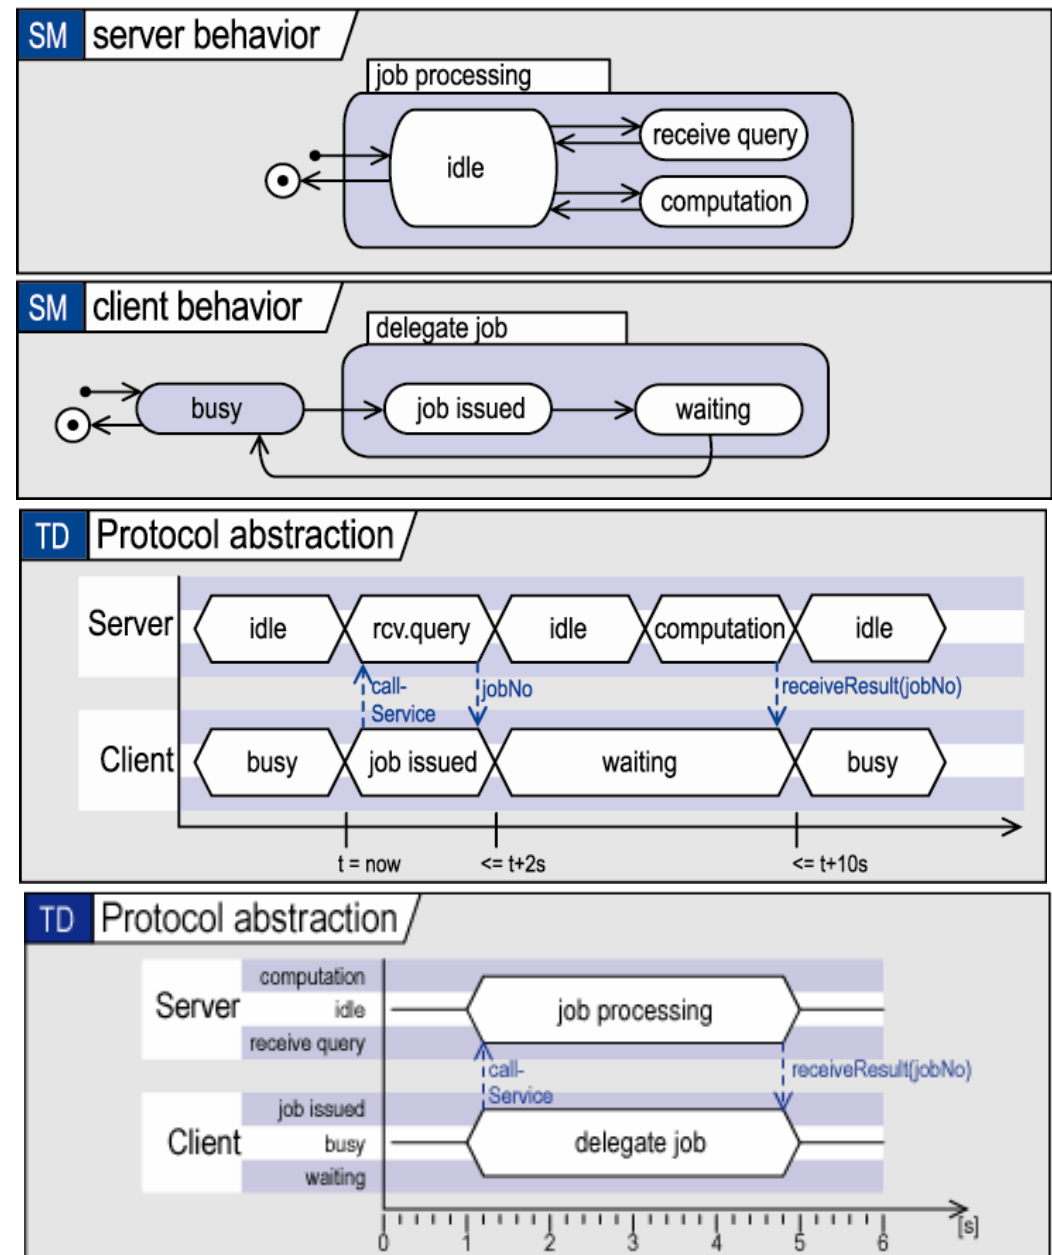 SM server behavior
job processing
idle
receive query
computation
SM client behavior
delegate job
busy
job issued
waiting
TD Protocol abstraction
Server idle rcv.query idle computation idle
call- jobNo receiveResult(jobNo)
Service
Client busy job issued waiting busy
t = now <= t+2s <= t+10s
TD Protocol abstraction
computation
Server idle job processing
receive query
call- receiveResult(jobNo)
Service
job issued
Client busy delegate job
waiting
[s]
0 1 2 3 4 5 6